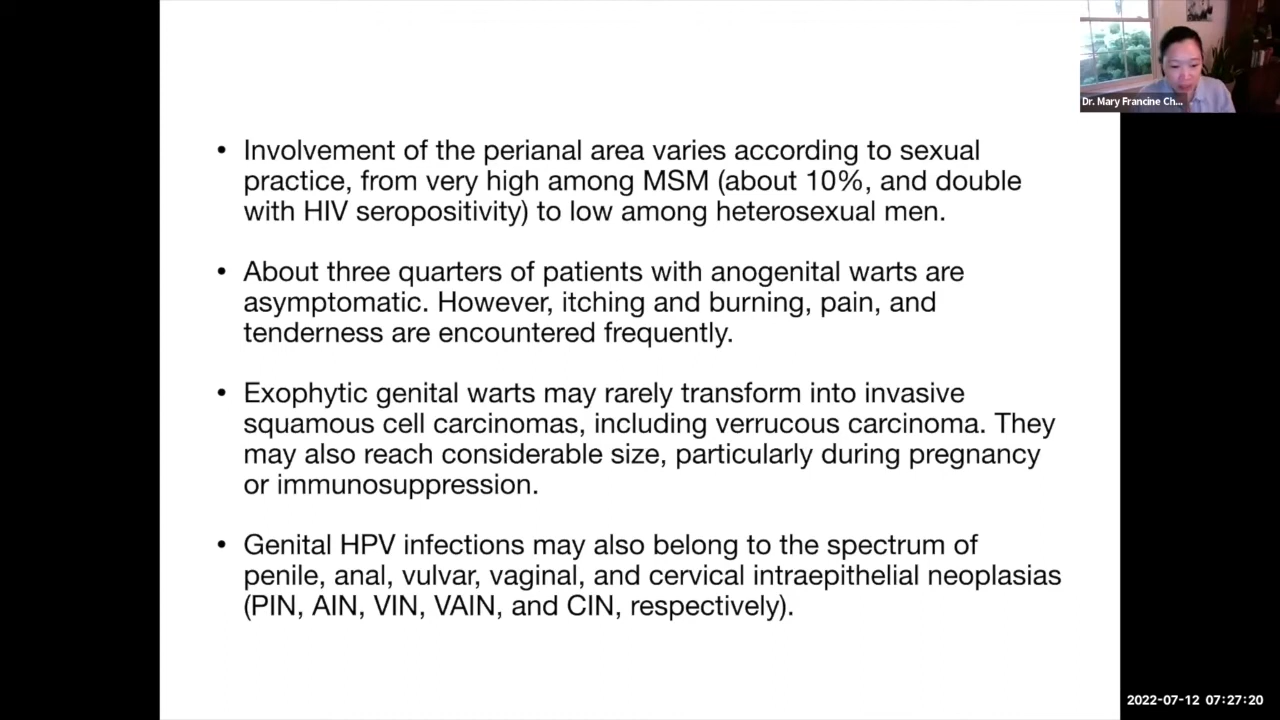 Dr. Mary Francine Ch...
• Involvement of the perianal area varies according to sexual
practice, from very high among MSM (about 10%, and double
with HIV seropositivity) to low among heterosexual men.
• About three quarters of patients with anogenital warts are
asymptomatic. However, itching and burning, pain, and
tenderness are encountered frequently.
• Exophytic genital warts may rarely transform into invasive
squamous cell carcinomas, including verrucous carcinoma. They
may also reach considerable size, particularly during pregnancy
or immunosuppression.
• Genital HPV infections may also belong to the spectrum of
penile, anal, vulvar, vaginal, and cervical intraepithelial neoplasias
(PIN, AIN, VIN, VAIN, and CIN, respectively).
2022-07-12 07:27:20